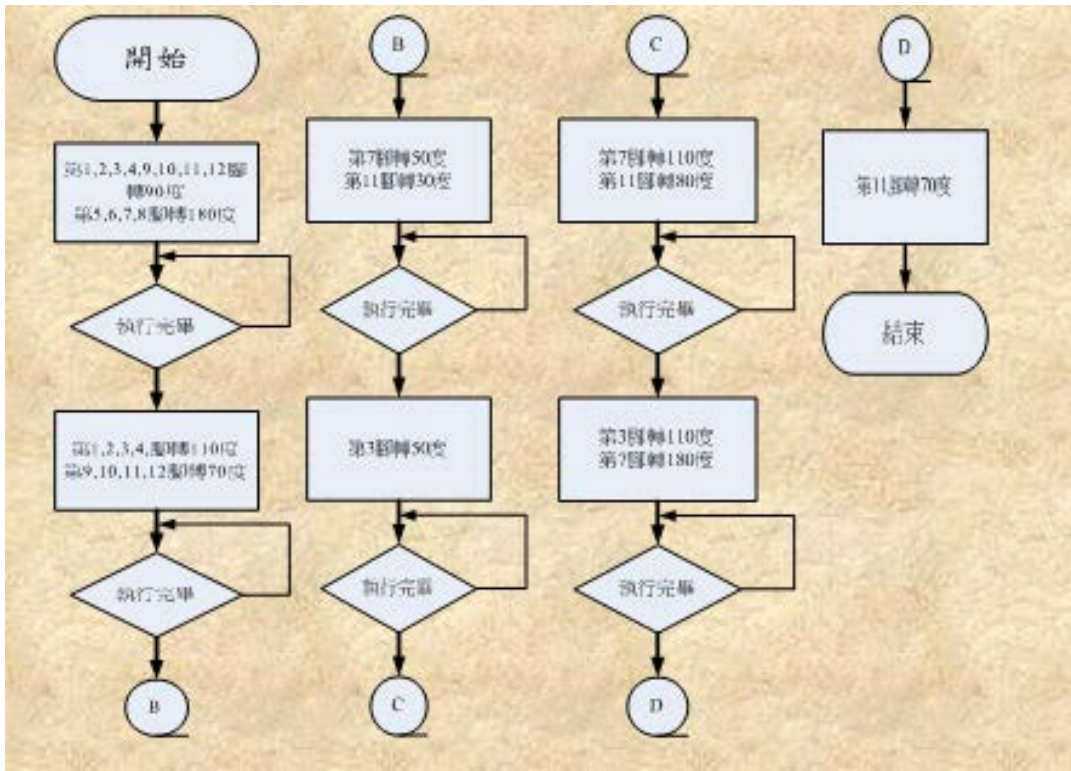 開始
第1,2,3,4,9,10,11,12腳
轉90度
第5,6,7,8腳轉180度
執行完畢
第1,2,3,4,腳轉110度
第9,10,11,12腳轉70度
執行完畢
B
B
第7腳轉50度
第11腳轉30度
執行完畢
第3腳轉50度
執行完畢
C
C
第7腳轉110度
第11腳轉80度
執行完畢
第3腳轉110度
第7腳轉180度
執行完畢
D
D
第11腳轉70度
結束